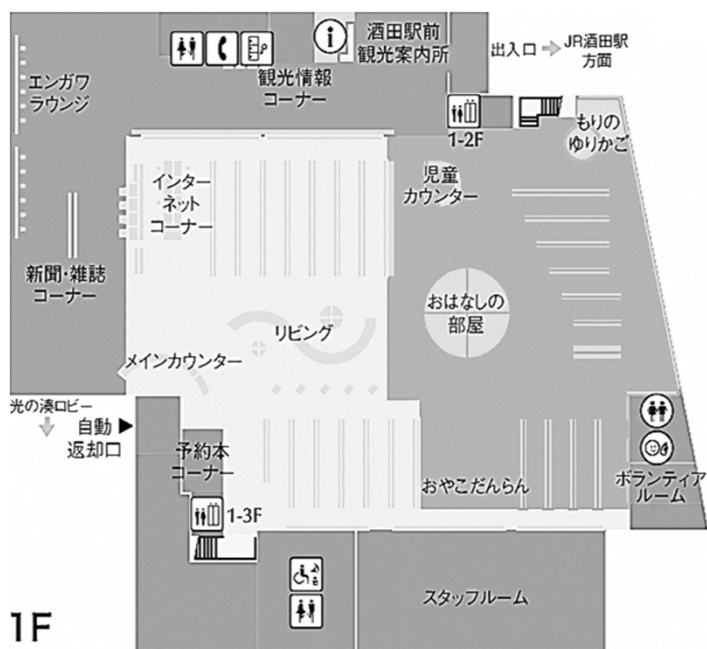 酒田駅前
観光案内所
出入口
JR酒田駅
方面
エンガワ
ラウンジ
観光情報
コーナー
1-2F
もりの
ゆりかご
インター
ネット
コーナー
児童
カウンター
新聞・雑誌
コーナー
おはなしの
部屋
リビング
メインカウンター
光の湊ロビー
自動
返却口
予約本
コーナー
おやこだんらん
ボランティア
ルーム
1-3F
スタッフルーム
1F